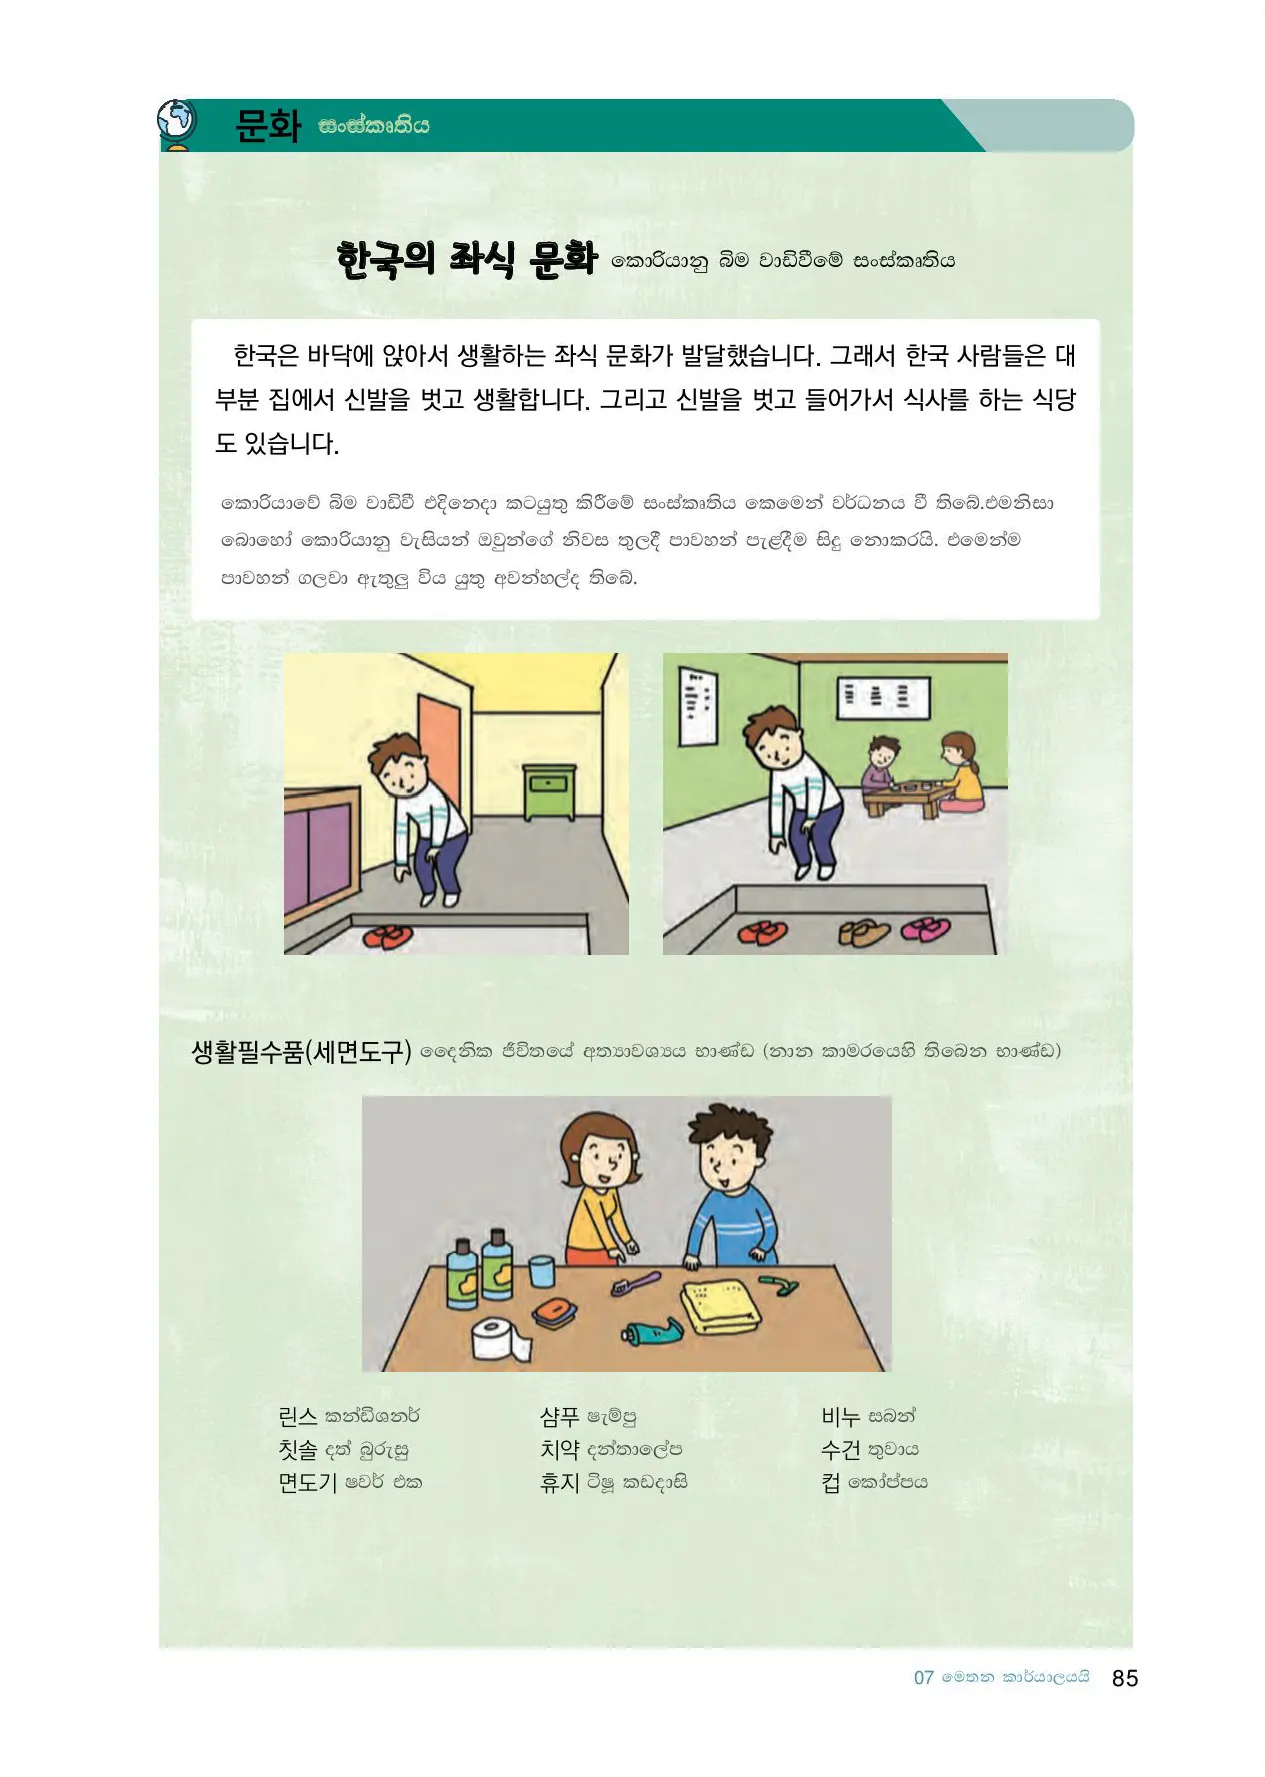 문화 සංස්කෘතිය
한국의 좌식 문화 කොරියානු බිම වාඩිවීමේ සංස්කෘතිය
한국은 바닥에 앉아서 생활하는 좌식 문화가 발달했습니다. 그래서 한국 사람들은 대
부분 집에서 신발을 벗고 생활합니다. 그리고 신발을 벗고 들어가서 식사를 하는 식당
도 있습니다.
කොරියාවේ බිම වාඩිවී එදිනෙදා කටයුතු කිරීමේ සංස්කෘතිය කෙමෙන් වර්ධනය වී තිබේ.එමනිසා
බොහෝ කොරියානු වැසියන් ඔවුන්ගේ නිවස තුලදී පාවහන් පැළදීම සිදු නොකරයි. එමෙන්ම
පාවහන් ගලවා ඇතුලු විය යුතු අවන්හල්ද තිබේ.
생활필수품(세면도구) දෛනික ජීවිතයේ අත්‍යාවශ්‍යය භාණ්ඩ (නාන කාමරයෙහි තිබෙන භාණ්ඩ)
린스 කන්ඩිශනර් 샴푸 ෂැම්පු 비누 සබන්
칫솔 දත් බුරුසු 치약 දන්තාලේප 수건 තුවාය
면도기 ෂවර් එක 휴지 ටිෂූ කඩදාසි 컵 කෝප්පය
07 මෙතන කාර්යාලයයි 85